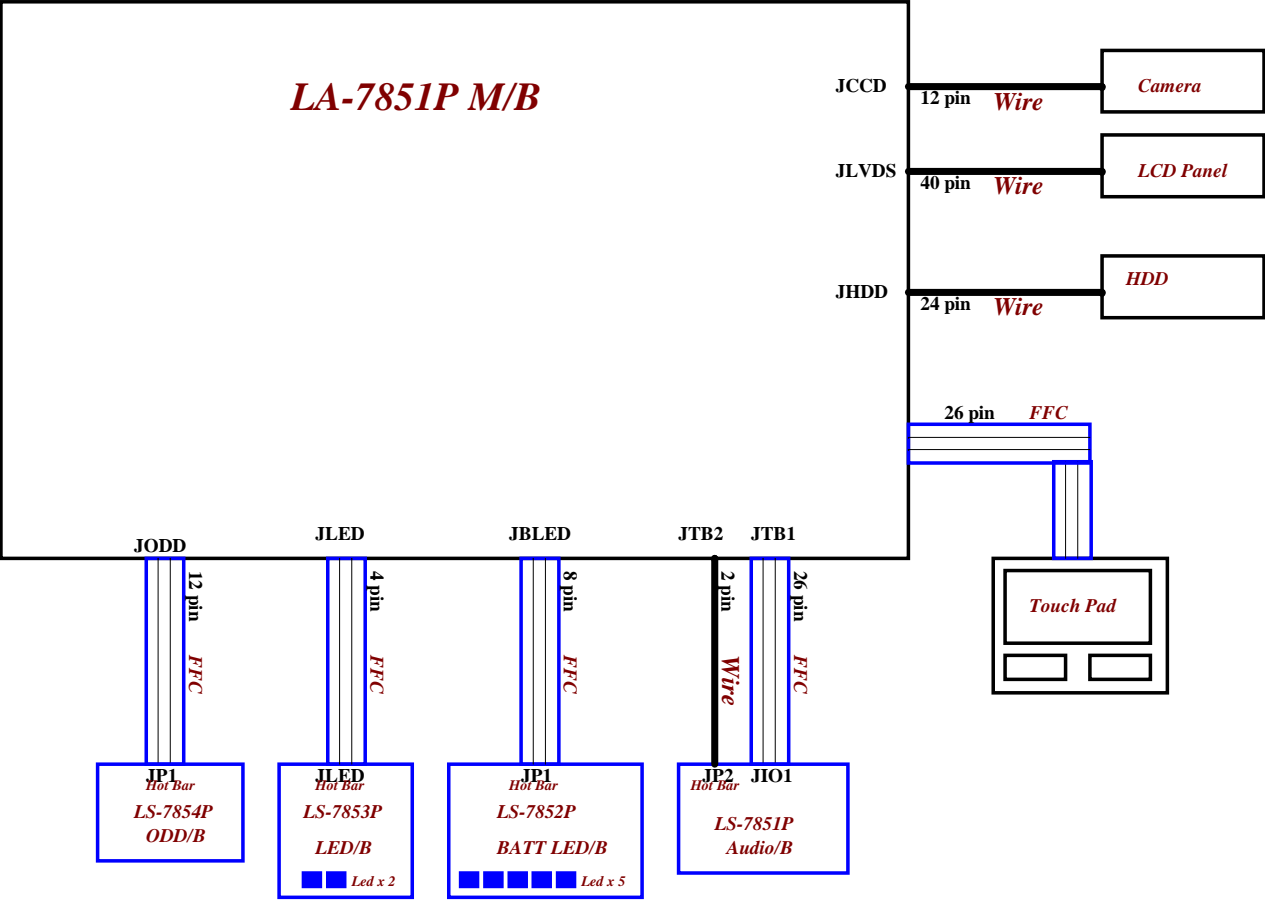 LA-7851P M/B
JCCD
12 pin
Wire
Camera
JLVDS
40 pin
Wire
LCD Panel
JHDD
24 pin
Wire
HDD
26 pin
FFC
Touch Pad
JODD
12 pin
FFC
JP1
Hot Bar
LS-7854P
ODD/B
JLED
4 pin
FFC
JLED
Hot Bar
LS-7853P
LED/B
Led x 2
JBLED
8 pin
FFC
JP1
Hot Bar
LS-7852P
BATT LED/B
Led x 5
JTB2
2 pin
Wire
JP2
Hot Bar
JTB1
26 pin
FFC
JIO1
LS-7851P
Audio/B